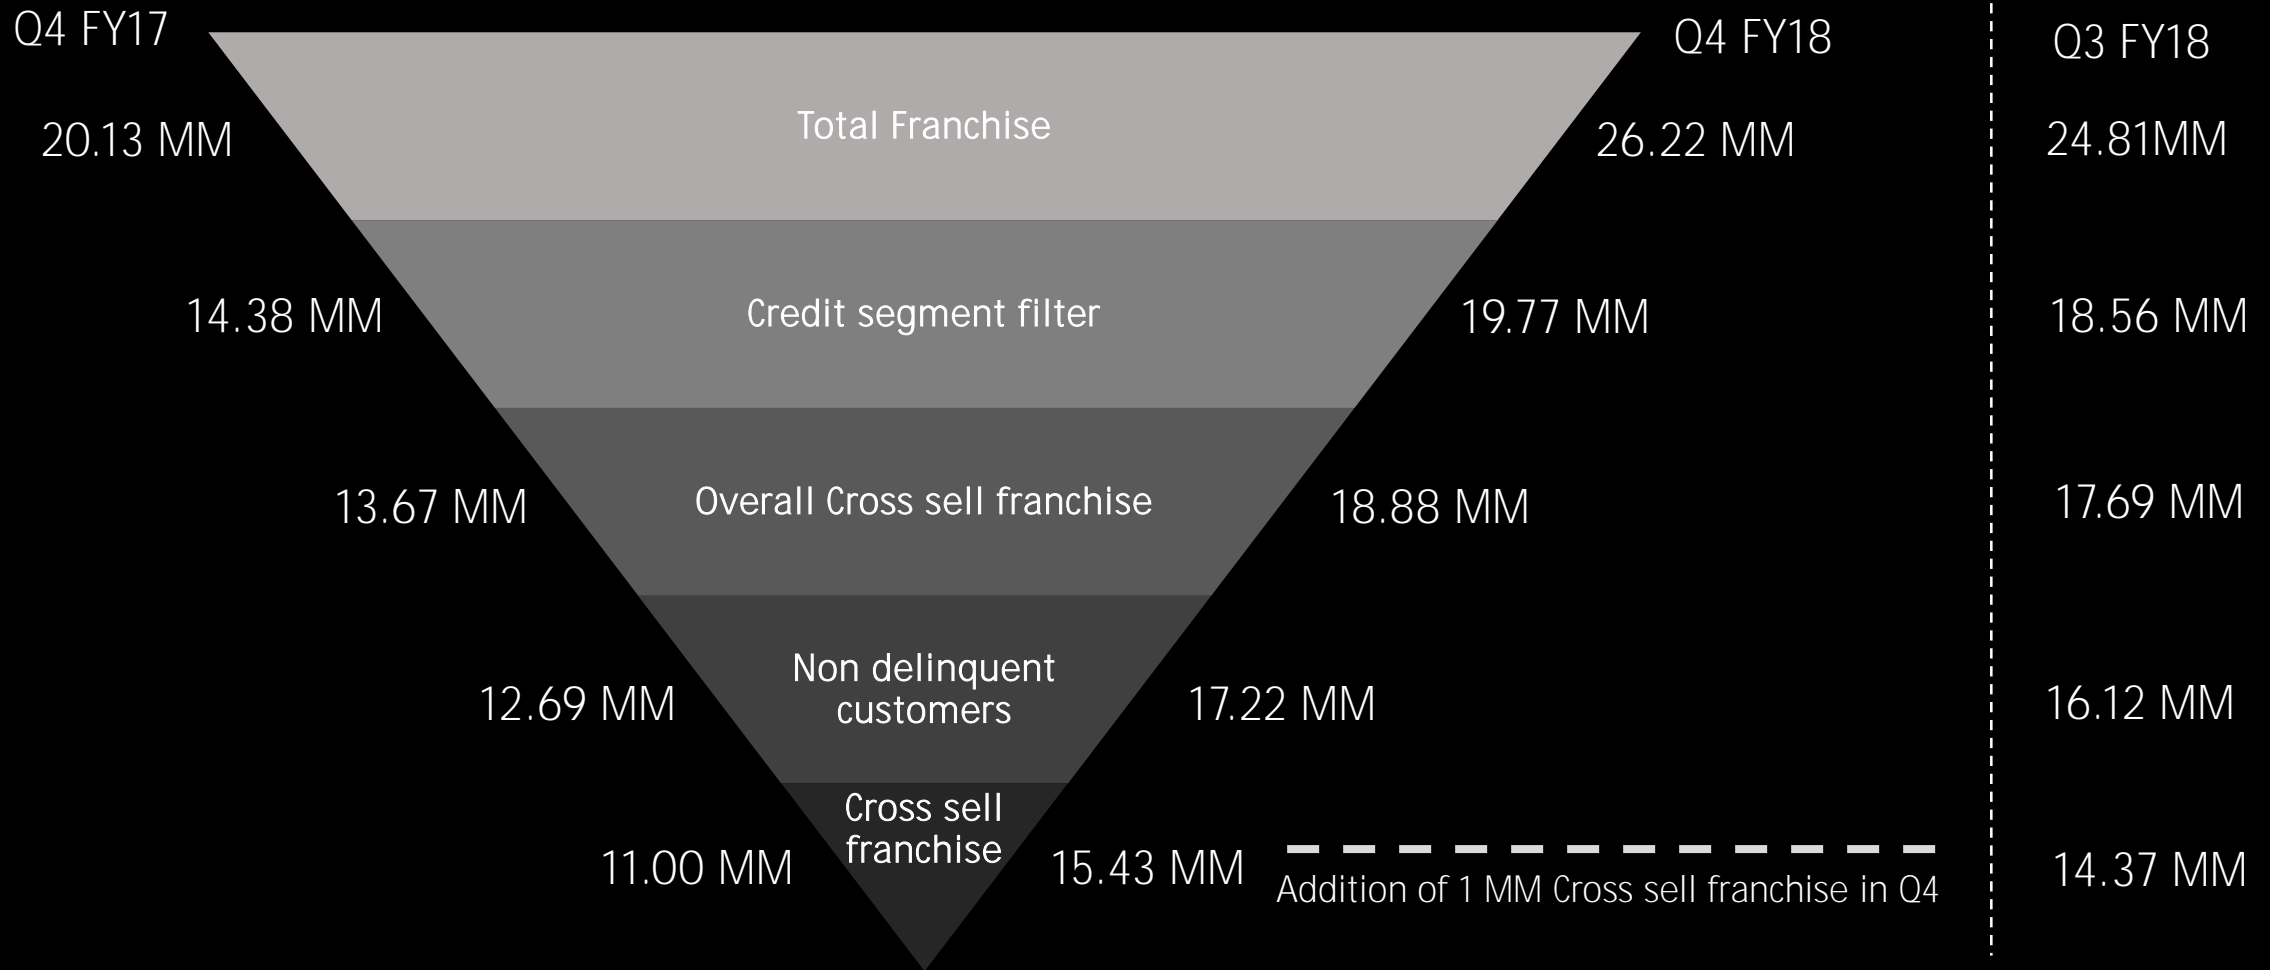 Q4 FY17
Q4 FY18
Q3 FY18
20.13 MM
Total Franchise
26.22 MM
24.81MM
14.38 MM
Credit segment filter
19.77 MM
18.56 MM
13.67 MM
Overall Cross sell franchise
18.88 MM
17.69 MM
12.69 MM
Non delinquent
customers
17.22 MM
16.12 MM
11.00 MM
Cross sell
franchise
15.43 MM
Addition of 1 MM Cross sell franchise in Q4
14.37 MM